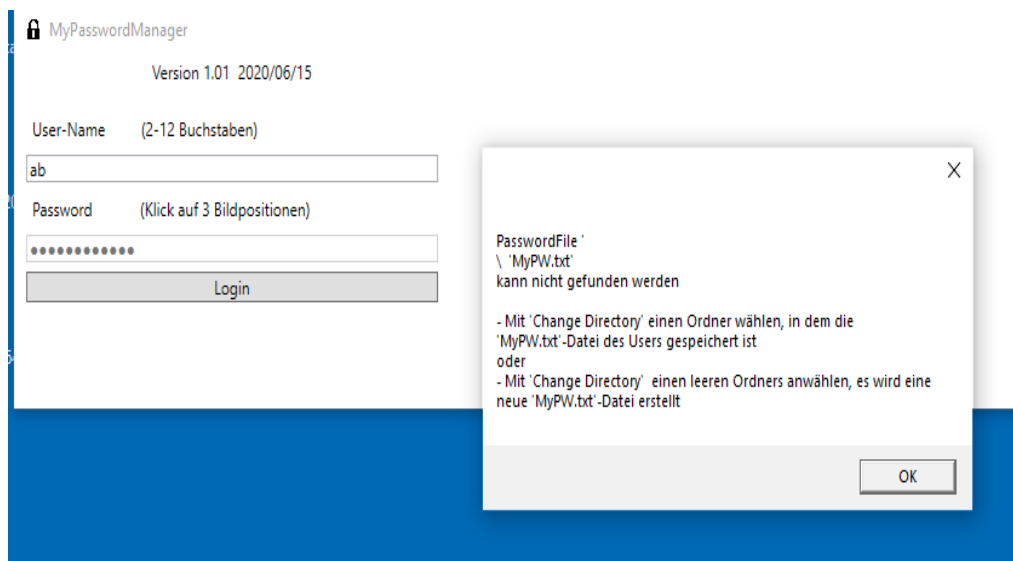 MyPasswordManager
Version 1.01 2020/06/15
User-Name (2-12 Buchstaben)
ab
Password (Klick auf 3 Bildpositionen)
●●●●●●●●●●●●
Login
PasswordFile '
\ 'MyPW.txt'
kann nicht gefunden werden
- Mit 'Change Directory' einen Ordner wählen, in dem die
'MyPW.txt'-Datei des Users gespeichert ist
oder
- Mit 'Change Directory' einen leeren Ordners anwählen, es wird eine
neue 'MyPW.txt'-Datei erstellt
OK